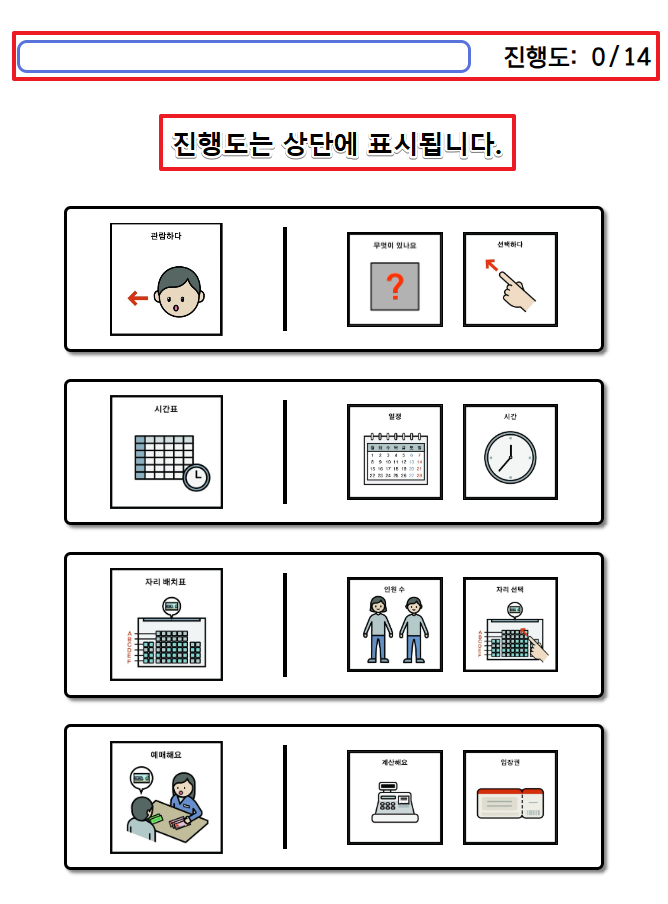 진행도: 0/14
진행도는 상단에 표시됩니다.
관람하다
무엇이 있나요
선택하다
?
시간표
일정
시간
자리 배치표
인원 수
자리 선택
A
B
C
D
E
F
예매해요
계산해요
입장권